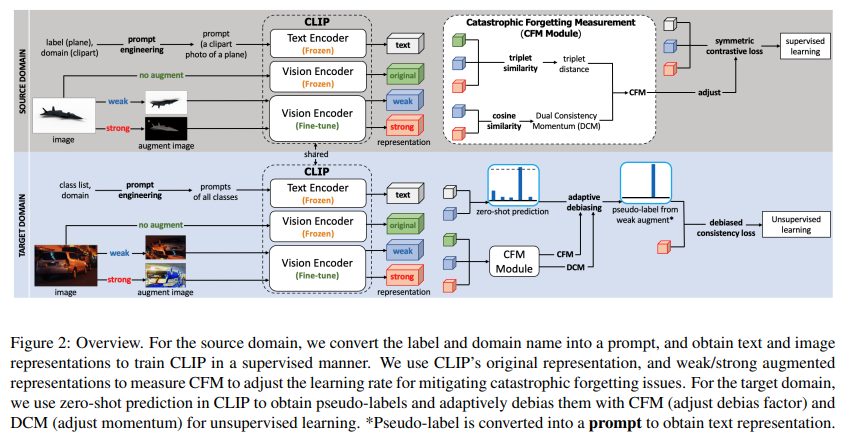 SOURCE DOMAIN
label (plane),
domain (clipart)
prompt
engineering
prompt
(a clipart
photo of a plane)
no augment
weak
strong
image
augment image
CLIP
Text Encoder
(Frozen)
Vision Encoder
(Frozen)
Vision Encoder
(Fine-tune)
text
original
weak
strong
representation
Catastrophic Forgetting Measurement
(CFM Module)
triplet
similarity
triplet
distance
cosine
similarity
Dual Consistency
Momentum (DCM)
CFM
adjust
symmetric
contrastive loss
supervised
learning
shared
TARGET DOMAIN
class list,
domain
prompt
engineering
prompts
of all classes
no augment
weak
strong
image
augment image
CLIP
Text Encoder
(Frozen)
Vision Encoder
(Frozen)
Vision Encoder
(Fine-tune)
text
original
weak
strong
representation
zero-shot prediction
adaptive
debiasing
CFM
Module
CFM
DCM
pseudo-label from
weak augment*
debiased
consistency loss
Unsupervised
learning
Figure 2: Overview. For the source domain, we convert the label and domain name into a prompt, and obtain text and image
representations to train CLIP in a supervised manner. We use CLIP's original representation, and weak/strong augmented
representations to measure CFM to adjust the learning rate for mitigating catastrophic forgetting issues. For the target domain,
we use zero-shot prediction in CLIP to obtain pseudo-labels and adaptively debias them with CFM (adjust debias factor) and
DCM (adjust momentum) for unsupervised learning. *Pseudo-label is converted into a prompt to obtain text representation.